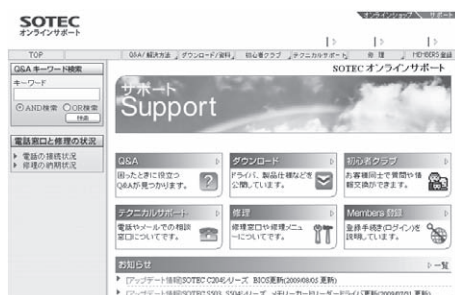 SOTEC
オンラインサポート
オンラインショップ サポート
TOP
Q&A/解決方法
ダウンロード/資料
初心者クラブ
テクニカルサポート
修理
MEMBERS登録
SOTEC オンラインサポート
Q&A キーワード検索
キーワード
AND検索 OR検索
検索
電話窓口と修理の状況
電話の接続状況
修理の納期状況
サポート
Support
Q&A
困ったときに役立つ
Q&Aが見つかります。
ダウンロード
ドライバ、製品仕様などを
公開しています。
初心者クラブ
お客様同士で質問や情
報交換ができます。
テクニカルサポート
電話やメールでの相談
窓口についてです。
修理
修理窓口や修理メニュ
ーについてです。
Members 登録
登録手続き(ログイン)を
説明しています。
お知らせ
一覧
[アップデート情報]SOTEC C204シリーズ BIOS更新(2009/08/05 更新)